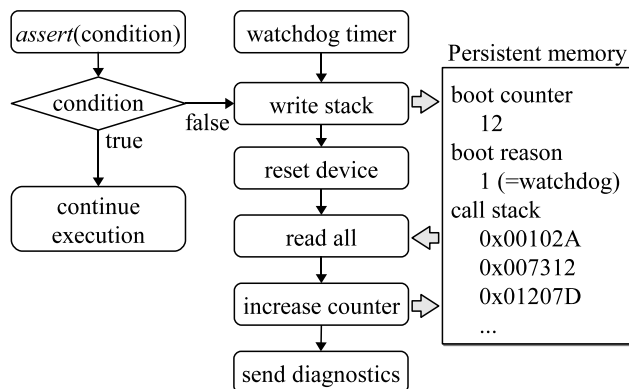 assert(condition)
condition
true
false
continue
execution
watchdog timer
write stack
reset device
read all
increase counter
send diagnostics
Persistent memory
boot counter
12
boot reason
1 (=watchdog)
call stack
0x00102A
0x007312
0x01207D
...